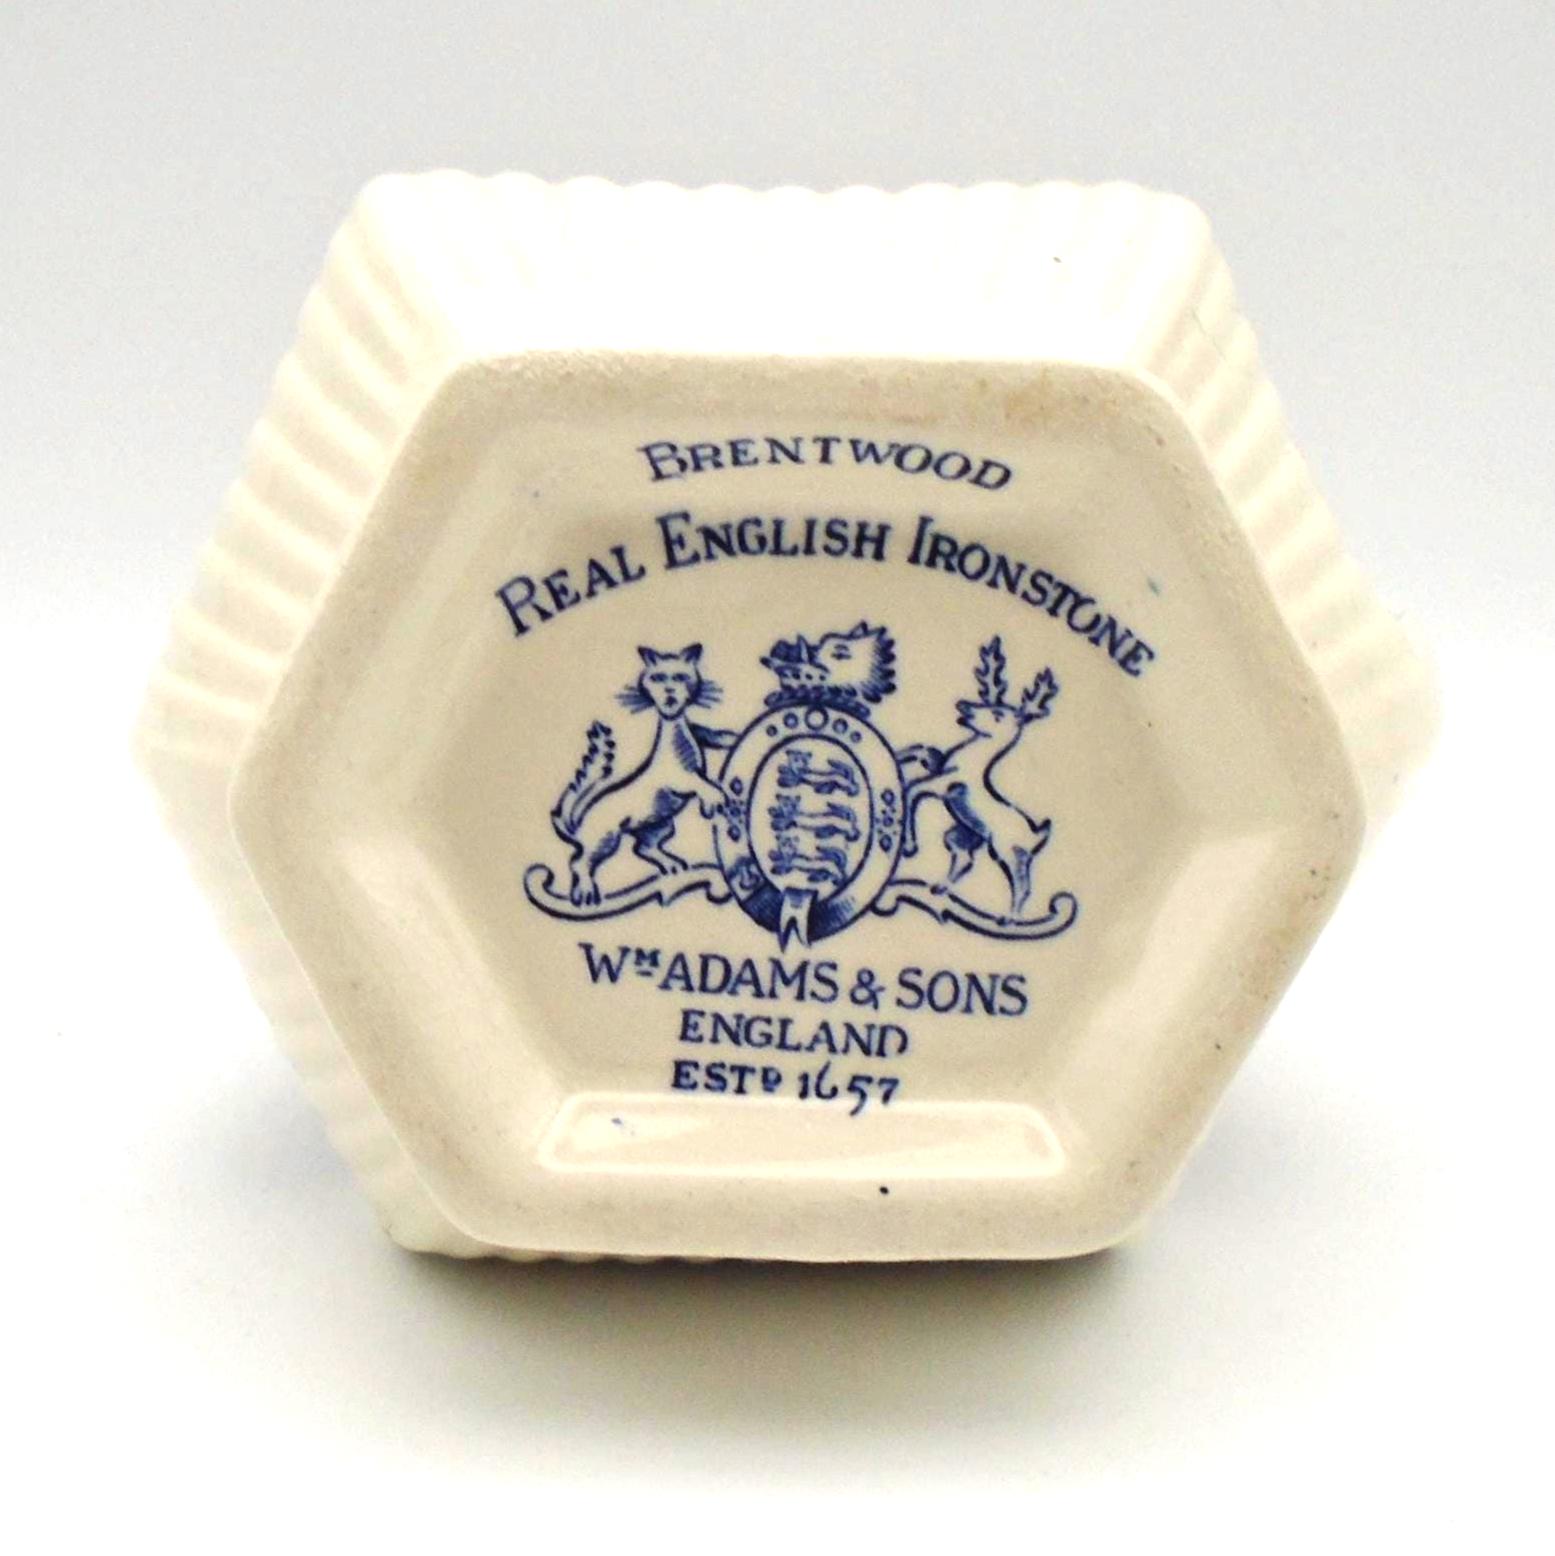 BRENTWOOD
REAL ENGLISH IRONSTONE
Wᴹ ADAMS & SONS
ENGLAND
ESTᴰ 1657